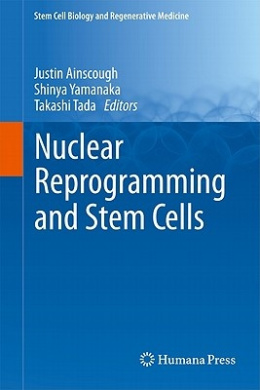 Stem Cell Biology and Regenerative Medicine
Justin Ainscough
Shinya Yamanaka
Takashi Tada Editors
Nuclear
Reprogramming
and Stem Cells
Humana Press